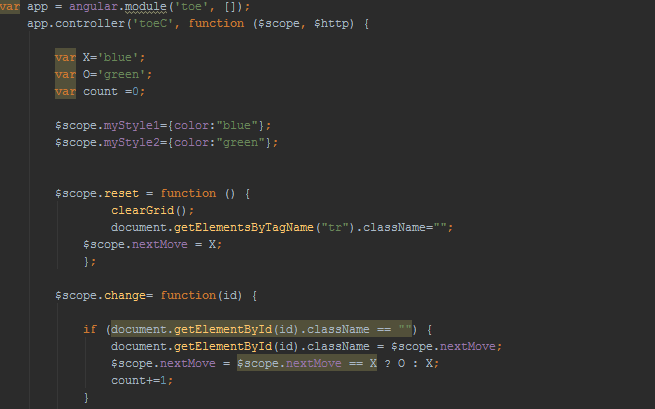 var app = angular.module('toe', []);
app.controller('toeC', function ($scope, $http) {
var X='blue';
var O='green';
var count =0;
$scope.myStyle1={color:"blue"};
$scope.myStyle2={color:"green"};
$scope.reset = function () {
clearGrid();
document.getElementsByTagName("tr").className="";
$scope.nextMove = X;
};
$scope.change= function(id) {
if (document.getElementById(id).className == "") {
document.getElementById(id).className = $scope.nextMove;
$scope.nextMove = $scope.nextMove == X ? O : X;
count+=1;
}